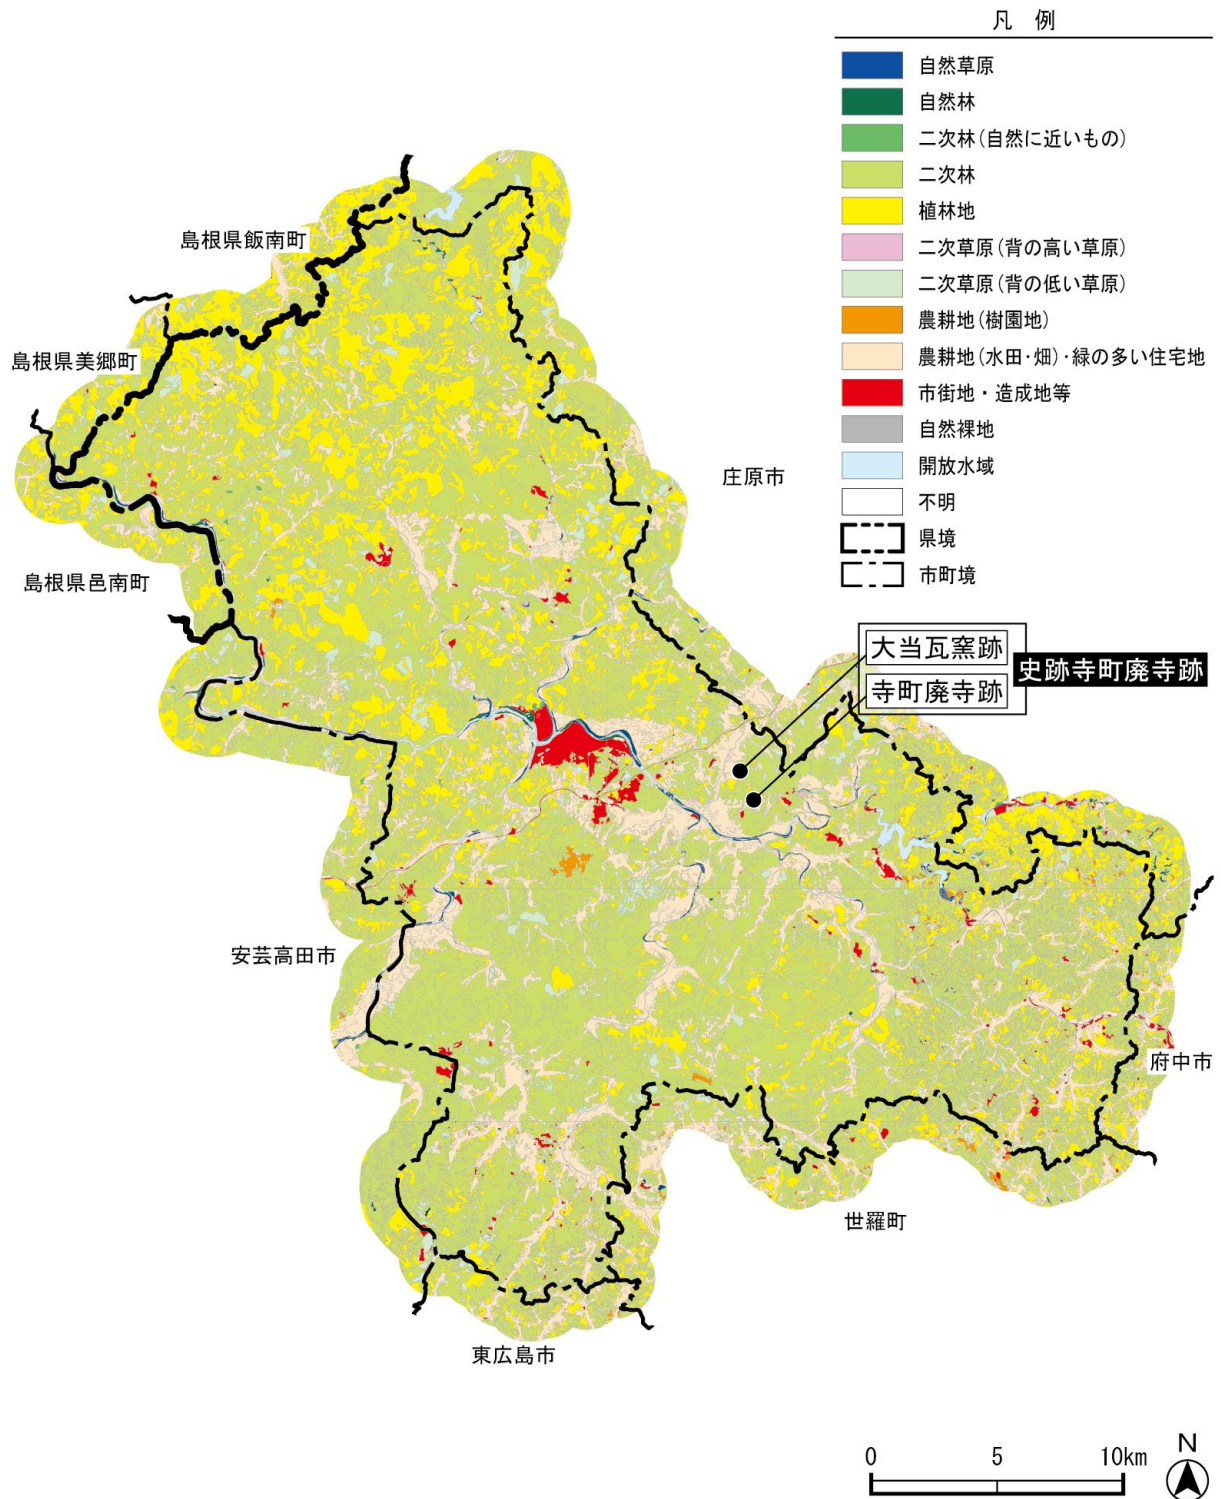 凡 例
自然草原
自然林
二次林(自然に近いもの)
二次林
植林地
二次草原(背の高い草原)
二次草原(背の低い草原)
農耕地(樹園地)
農耕地(水田・畑)・緑の多い住宅地
市街地・造成地等
自然裸地
開放水域
不明
県境
市町境
島根県飯南町
島根県美郷町
庄原市
島根県邑南町
大当瓦窯跡
史跡寺町廃寺跡
寺町廃寺跡
安芸高田市
府中市
世羅町
東広島市
0 5 10km
N